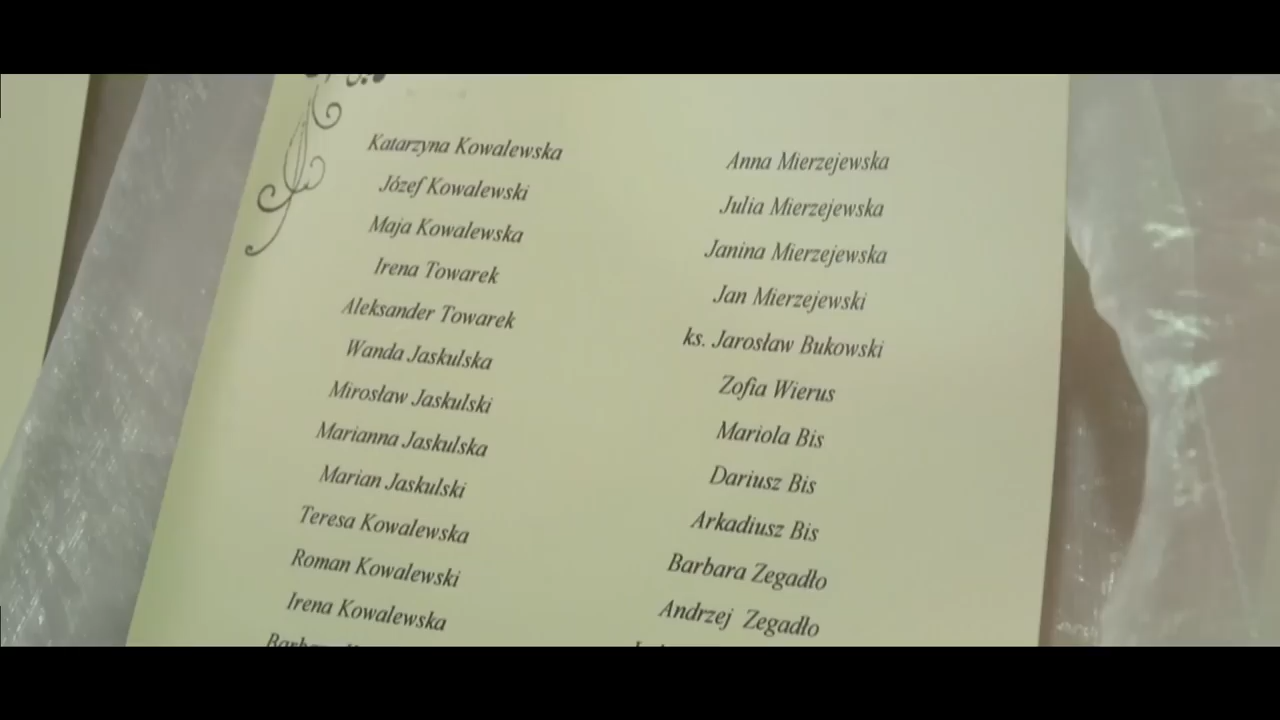 Katarzyna Kowalewska
Józef Kowalewski
Maja Kowalewska
Irena Towarek
Aleksander Towarek
Wanda Jaskulska
Mirosław Jaskulski
Marianna Jaskulska
Marian Jaskulski
Teresa Kowalewska
Roman Kowalewski
Irena Kowalewska
Anna Mierzejewska
Julia Mierzejewska
Janina Mierzejewska
Jan Mierzejewski
ks. Jarosław Bukowski
Zofia Wierus
Mariola Bis
Dariusz Bis
Arkadiusz Bis
Barbara Zegadło
Andrzej Zegadło